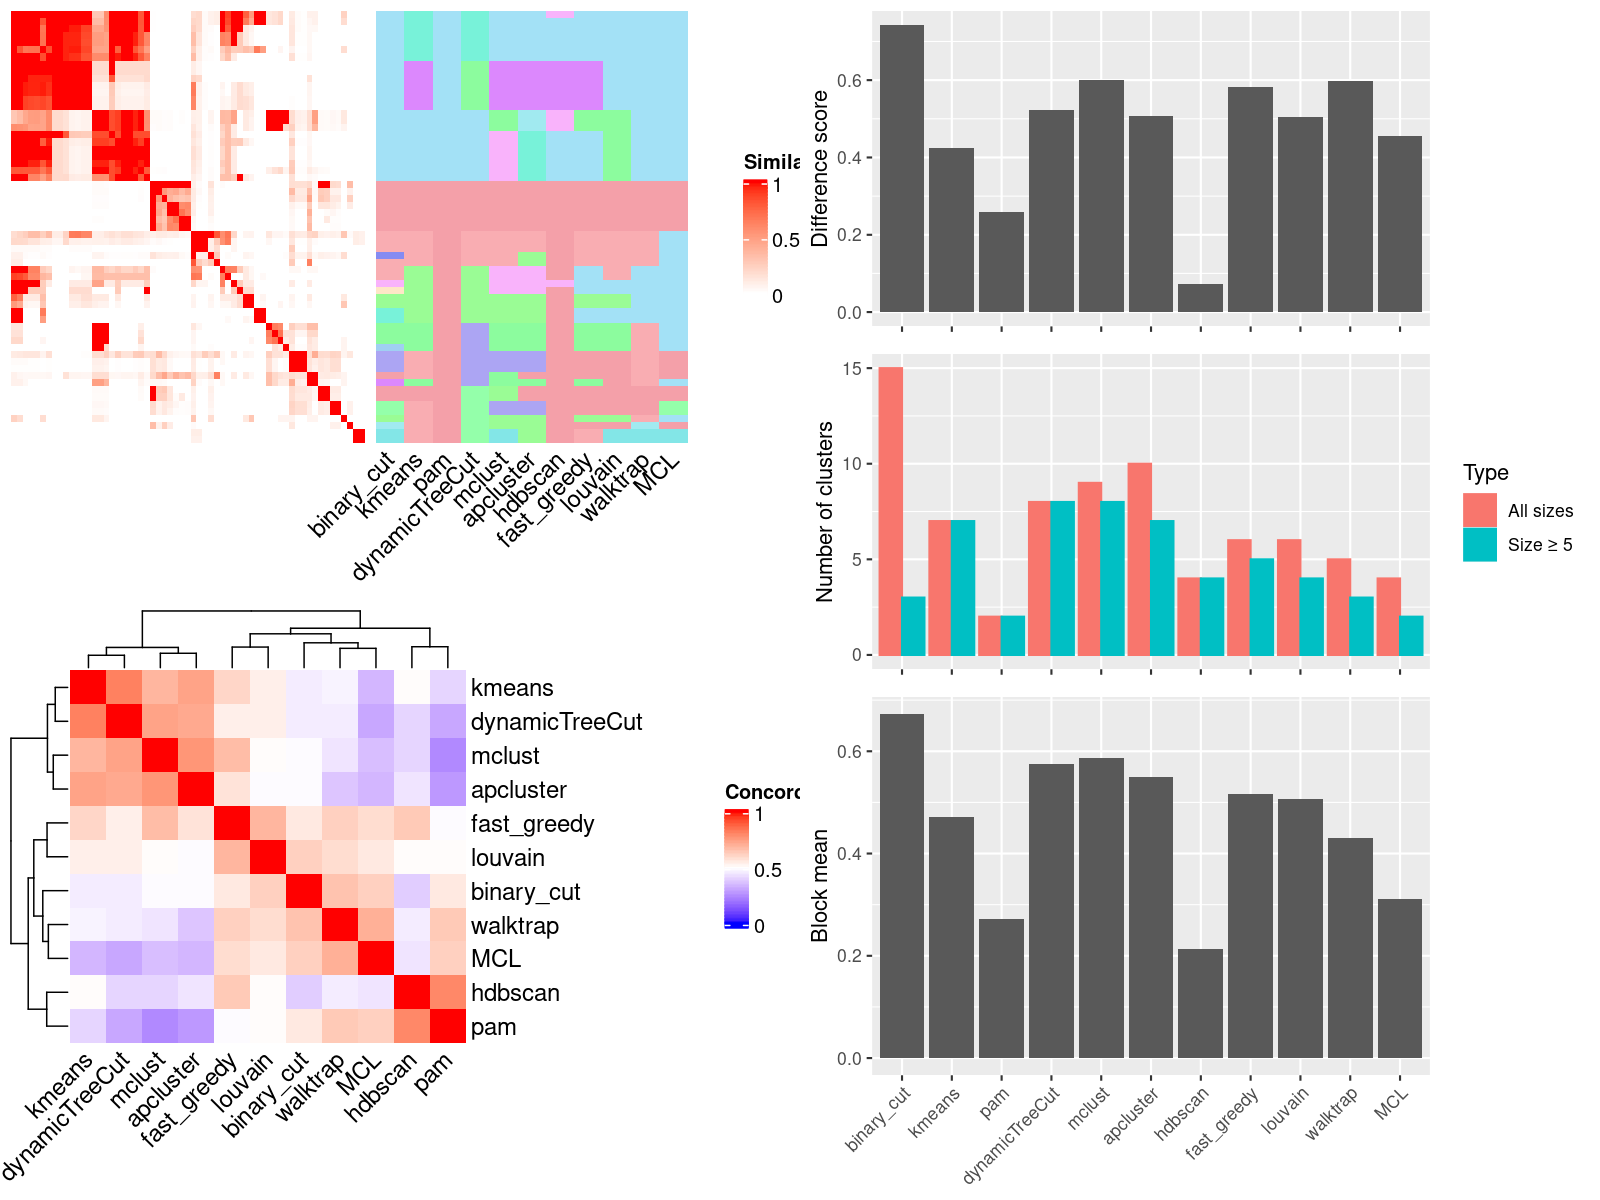 Simila
1
0.5
0
binary_cut
kmeans
pam
dynamicTreeCut
mclust
apcluster
hdbscan
fast_greedy
louvain
walktrap
MCL
Difference score
0.6
0.4
0.2
0.0
Number of clusters
15
10
5
0
Type
All sizes
Size ≥ 5
kmeans
dynamicTreeCut
mclust
apcluster
fast_greedy
louvain
binary_cut
walktrap
MCL
hdbscan
pam
kmeans
dynamicTreeCut
mclust
apcluster
fast_greedy
louvain
binary_cut
walktrap
MCL
hdbscan
pam
Concord
1
0.5
0
Block mean
0.6
0.4
0.2
0.0
binary_cut
kmeans
pam
dynamicTreeCut
mclust
apcluster
hdbscan
fast_greedy
louvain
walktrap
MCL